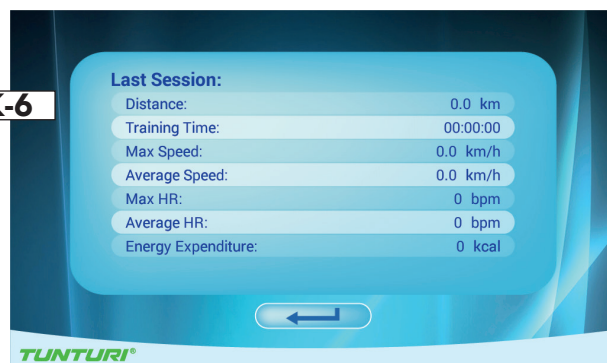 Last Session:
Distance: 0.0 km
Training Time: 00:00:00
Max Speed: 0.0 km/h
Average Speed: 0.0 km/h
Max HR: 0 bpm
Average HR: 0 bpm
Energy Expenditure: 0 kcal
-6
TUNTURI®